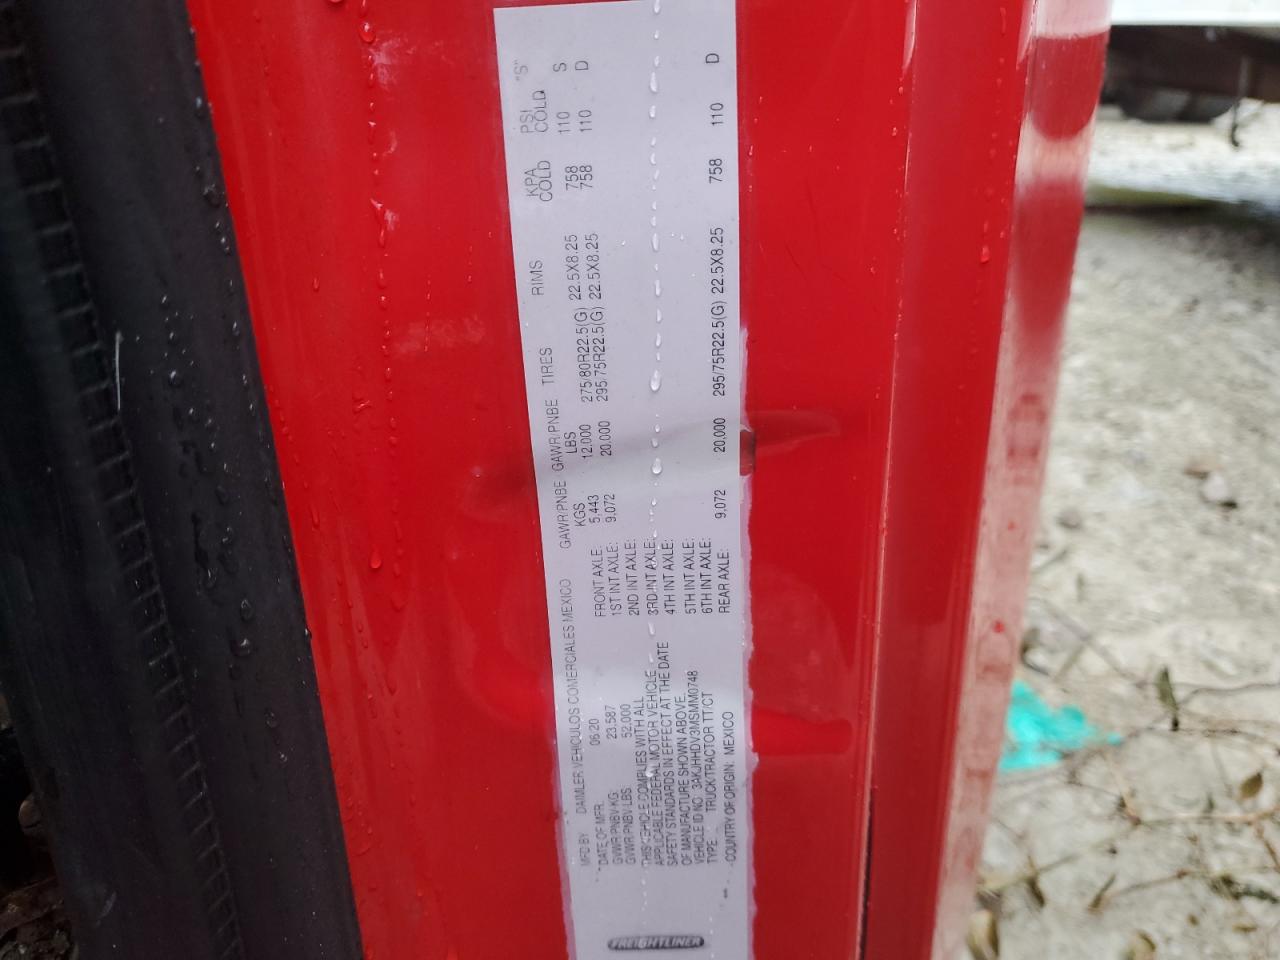 FREIGHTLINER
MFD BY DAIMLER VEHICULOS COMERCIALES MEXICO
DATE OF MFR: 06/20
GVWR/PNBV-KG: 23,587
GVWR/PNBV-LBS: 52,000
THIS VEHICLE COMPLIES WITH ALL
APPLICABLE FEDERAL MOTOR VEHICLE
SAFETY STANDARDS IN EFFECT AT THE DATE
OF MANUFACTURE SHOWN ABOVE.
VEHICLE ID NO: 3AKJHHDV3MSMM0748
TYPE: TRUCK/TRACTOR TT/CT
COUNTRY OF ORIGIN: MEXICO
GAWR/PNBE KGS GAWR/PNBE LBS TIRES RIMS KPA COLD PSI COLD "S"
FRONT AXLE: 5,443 12,000 275/80R22.5(G) 22.5X8.25 758 110 S
1ST INT AXLE: 9,072 20,000 295/75R22.5(G) 22.5X8.25 758 110 D
2ND INT AXLE:
3RD INT AXLE:
4TH INT AXLE:
5TH INT AXLE:
6TH INT AXLE:
REAR AXLE: 9,072 20,000 295/75R22.5(G) 22.5X8.25 758 110 D